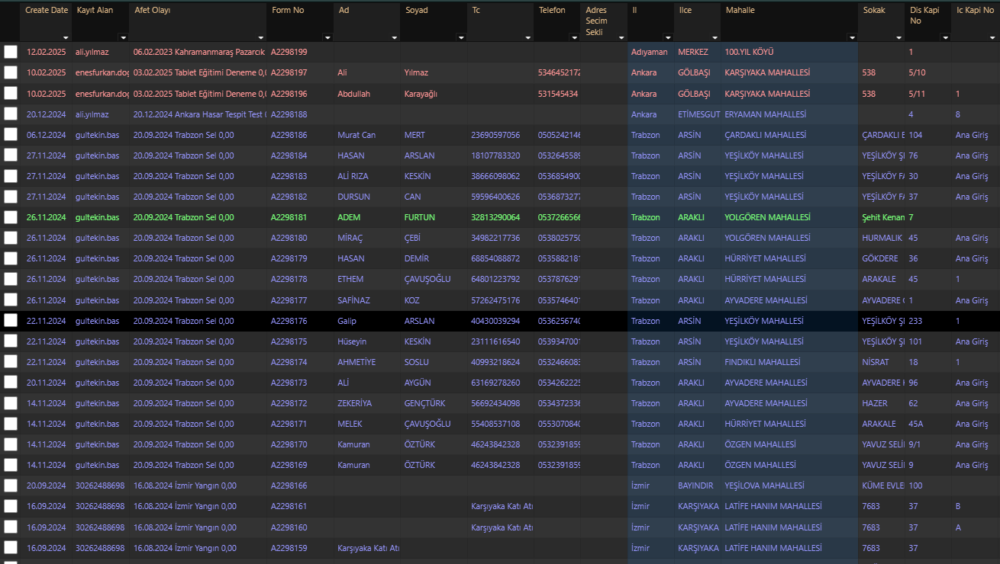 Create Date Kayıt Alan Afet Olayı Form No Ad Soyad Tc Telefon Adres Secim Sekli Il Ilce Mahalle Sokak Dis Kapi No Ic Kapi No
12.02.2025 ali.yılmaz 06.02.2023 Kahramanmaraş Pazarcık A2298199 Adıyaman MERKEZ 100.YIL KÖYÜ 1
10.02.2025 enesfurkan.dog 03.02.2025 Tablet Eğitimi Deneme 0,( A2298197 Ali Yılmaz 5346452172 Ankara GÖLBAŞI KARŞIYAKA MAHALLESİ 538 5/10
10.02.2025 enesfurkan.dog 03.02.2025 Tablet Eğitimi Deneme 0,( A2298196 Abdullah Karayağlı 531545434 Ankara GÖLBAŞI KARŞIYAKA MAHALLESİ 538 5/11 1
20.12.2024 ali.yılmaz 20.12.2024 Ankara Hasar Tespit Test ( A2298188 Ankara ETİMESGUT ERYAMAN MAHALLESİ 4 8
06.12.2024 gultekin.bas 20.09.2024 Trabzon Sel 0,00 A2298186 Murat Can MERT 23690597056 0505242146 Trabzon ARSİN ÇARDAKLI MAHALLESİ ÇARDAKLI E 104 Ana Giriş
27.11.2024 gultekin.bas 20.09.2024 Trabzon Sel 0,00 A2298184 HASAN ARSLAN 18107783320 0532645589 Trabzon ARSİN YEŞİLKÖY MAHALLESİ YEŞİLKÖY Şİ 76 Ana Giriş
27.11.2024 gultekin.bas 20.09.2024 Trabzon Sel 0,00 A2298183 ALİ RIZA KESKİN 38666098062 0536854900 Trabzon ARSİN YEŞİLKÖY MAHALLESİ YEŞİLKÖY FA 30 Ana Giriş
27.11.2024 gultekin.bas 20.09.2024 Trabzon Sel 0,00 A2298182 DURSUN CAN 59596400626 0536873277 Trabzon ARSİN YEŞİLKÖY MAHALLESİ YEŞİLKÖY FA 37 Ana Giriş
26.11.2024 gultekin.bas 20.09.2024 Trabzon Sel 0,00 A2298181 ADEM FURTUN 32813290064 0537266566 Trabzon ARAKLI YOLGÖREN MAHALLESİ Şehit Kenan 7
26.11.2024 gultekin.bas 20.09.2024 Trabzon Sel 0,00 A2298180 MİRAÇ ÇEBİ 34982217736 0538025750 Trabzon ARAKLI YOLGÖREN MAHALLESİ HURMALIK 45 Ana Giriş
26.11.2024 gultekin.bas 20.09.2024 Trabzon Sel 0,00 A2298179 HASAN DEMİR 68854088872 0535882181 Trabzon ARAKLI HÜRRİYET MAHALLESİ GÖKDERE 36 Ana Giriş
26.11.2024 gultekin.bas 20.09.2024 Trabzon Sel 0,00 A2298178 ETHEM ÇAVUŞOĞLU 64801223792 0537876291 Trabzon ARAKLI HÜRRİYET MAHALLESİ ARAKALE 45 1
26.11.2024 gultekin.bas 20.09.2024 Trabzon Sel 0,00 A2298177 SAFİNAZ KOZ 57262475176 0535746401 Trabzon ARAKLI AYVADERE MAHALLESİ AYVADERE 1 Ana Giriş
22.11.2024 gultekin.bas 20.09.2024 Trabzon Sel 0,00 A2298176 Galip ARSLAN 40430039294 0536256740 Trabzon ARSİN YEŞİLKÖY MAHALLESİ YEŞİLKÖY Şİ 233 1
22.11.2024 gultekin.bas 20.09.2024 Trabzon Sel 0,00 A2298175 Hüseyin KESKİN 23111616540 0539347001 Trabzon ARSİN YEŞİLKÖY MAHALLESİ YEŞİLKÖY Şİ 101 Ana Giriş
22.11.2024 gultekin.bas 20.09.2024 Trabzon Sel 0,00 A2298174 AHMETİYE SOSLU 40993218624 0532466083 Trabzon ARSİN FINDIKLI MAHALLESİ NİSRAT 18 1
20.11.2024 gultekin.bas 20.09.2024 Trabzon Sel 0,00 A2298173 ALİ AYGÜN 63169278260 0534262225 Trabzon ARAKLI AYVADERE MAHALLESİ AYVADERE 96 Ana Giriş
14.11.2024 gultekin.bas 20.09.2024 Trabzon Sel 0,00 A2298172 ZEKERİYA GENÇTÜRK 56692434098 0534372336 Trabzon ARAKLI AYVADERE MAHALLESİ HAZER 62 Ana Giriş
14.11.2024 gultekin.bas 20.09.2024 Trabzon Sel 0,00 A2298171 MELEK ÇAVUŞOĞLU 55408537108 0553070840 Trabzon ARAKLI HÜRRİYET MAHALLESİ ARAKALE 45A Ana Giriş
14.11.2024 gultekin.bas 20.09.2024 Trabzon Sel 0,00 A2298170 Kamuran ÖZTÜRK 46243842328 0532391859 Trabzon ARAKLI ÖZGEN MAHALLESİ YAVUZ SELİ 9/1 Ana Giriş
14.11.2024 gultekin.bas 20.09.2024 Trabzon Sel 0,00 A2298169 Kamuran ÖZTÜRK 46243842328 0532391859 Trabzon ARAKLI ÖZGEN MAHALLESİ YAVUZ SELİ 9 Ana Giriş
20.09.2024 30262488698 16.08.2024 İzmir Yangın 0,00 A2298166 İzmir BAYINDIR YEŞİLOVA MAHALLESİ KÜME EVLE 100
16.09.2024 30262488698 16.08.2024 İzmir Yangın 0,00 A2298161 Karşıyaka Katı Atı İzmir KARŞIYAKA LATİFE HANIM MAHALLESİ 7683 37 B
16.09.2024 30262488698 16.08.2024 İzmir Yangın 0,00 A2298160 Karşıyaka Katı Atı İzmir KARŞIYAKA LATİFE HANIM MAHALLESİ 7683 37 A
16.09.2024 30262488698 16.08.2024 İzmir Yangın 0,00 A2298159 Karşıyaka Katı Atı İzmir KARŞIYAKA LATİFE HANIM MAHALLESİ 7683 37